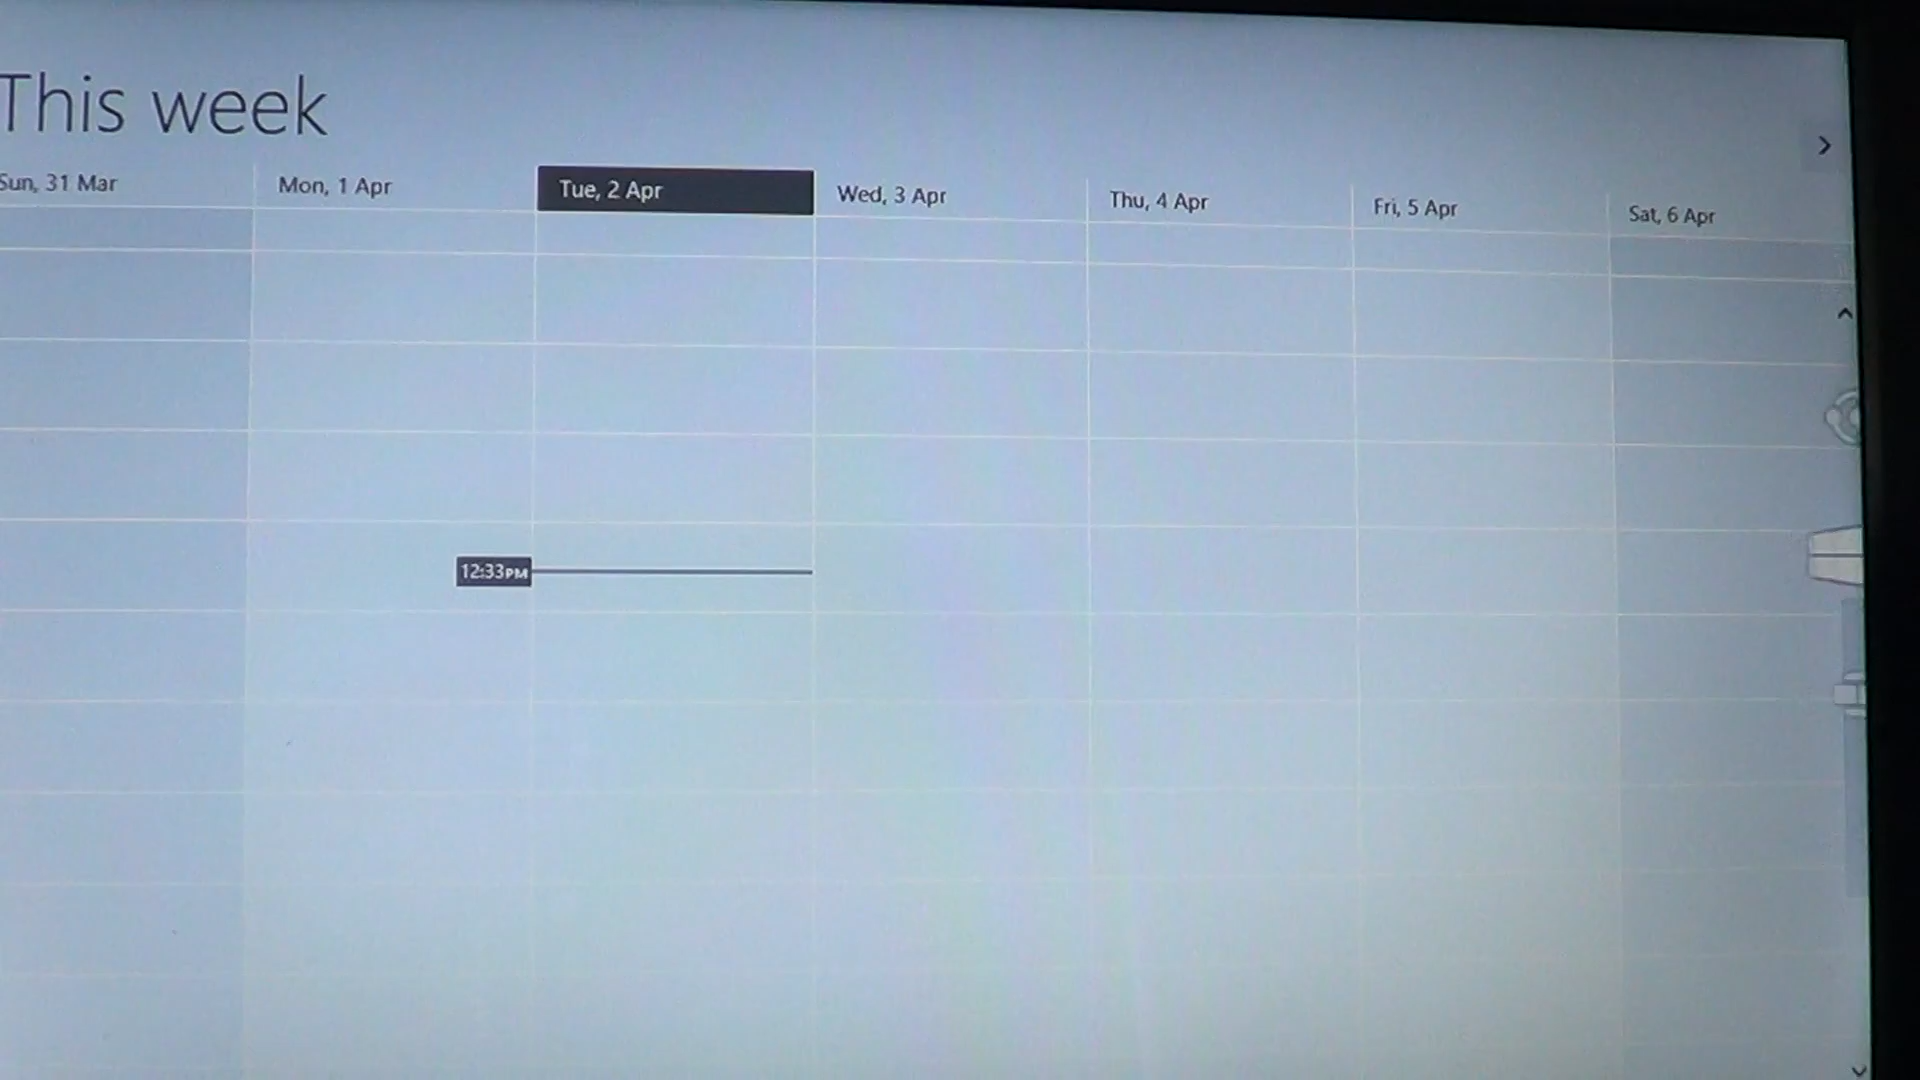 This week
Sun, 31 Mar
Mon, 1 Apr
Tue, 2 Apr
Wed, 3 Apr
Thu, 4 Apr
Fri, 5 Apr
Sat, 6 Apr
12:33PM